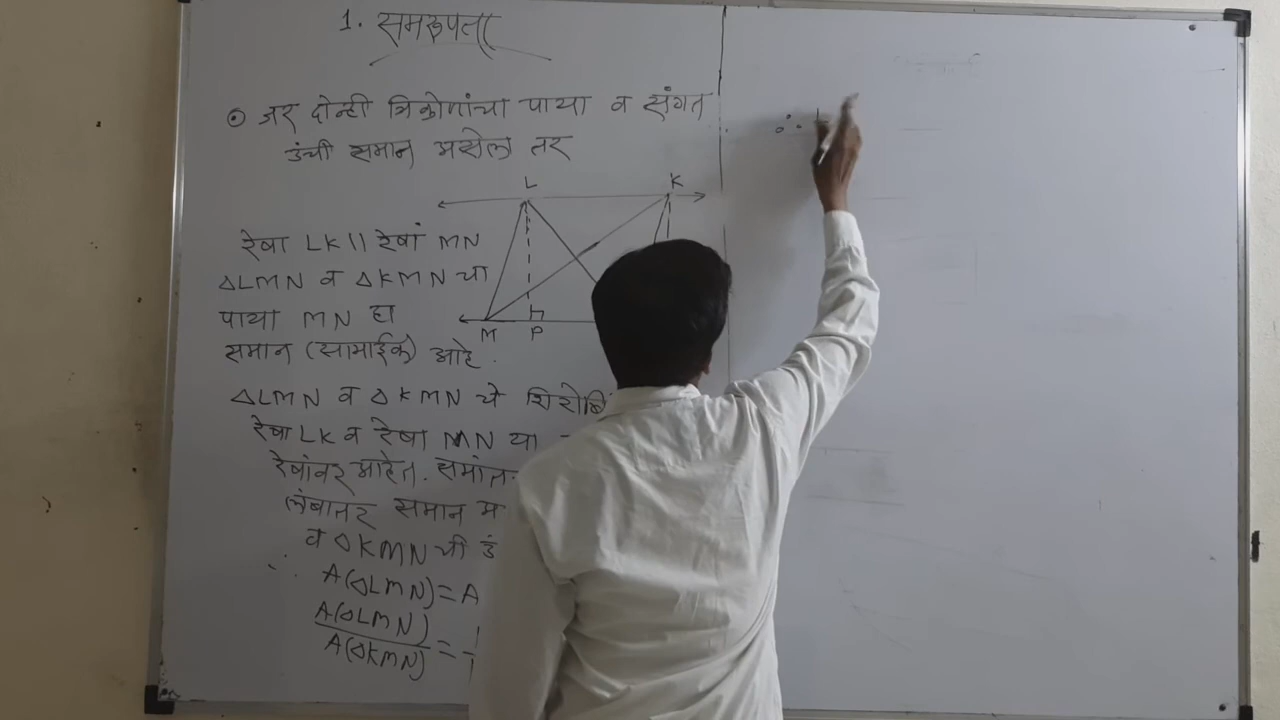 1. समरूपता
⊙ जर दोन्ही त्रिकोणांचा पाया व संगत
उंची समान असेल तर
L K
रेषा LK || रेषा MN
△LMN व △KMN चा
पाया MN हा
M P
समान (सामाईक) आहे.
△LMN व △KMN चे
रेषा LK व रेषा MN या
रेषांवर आहेत.
लंबांतर समान
व △KMN ची
∴ A(△LMN) = A
A(△LMN)
A(△KMN) =
∴